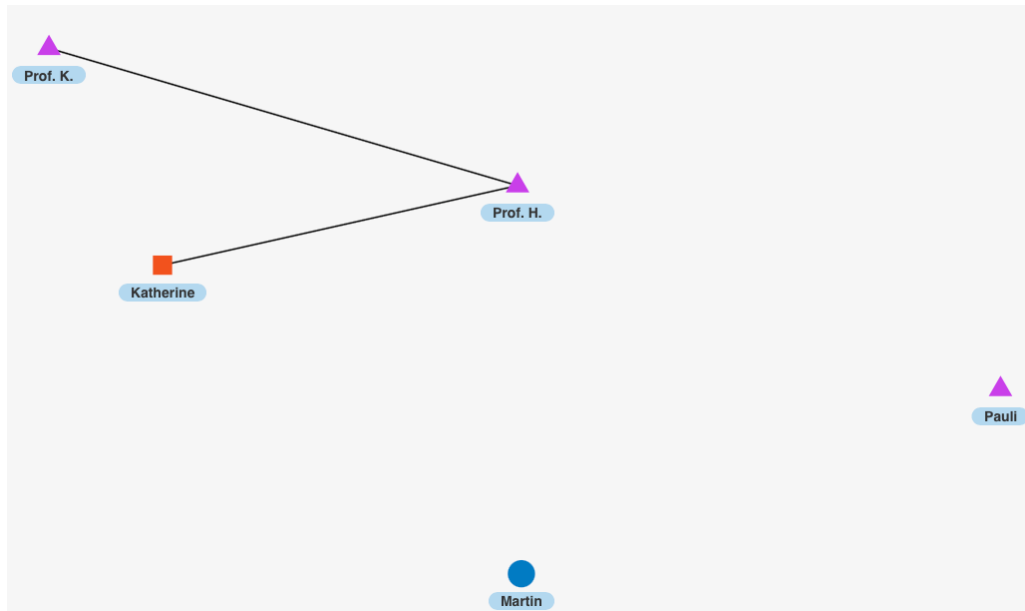 Prof. K.
Prof. H.
Katherine
Pauli
Martin